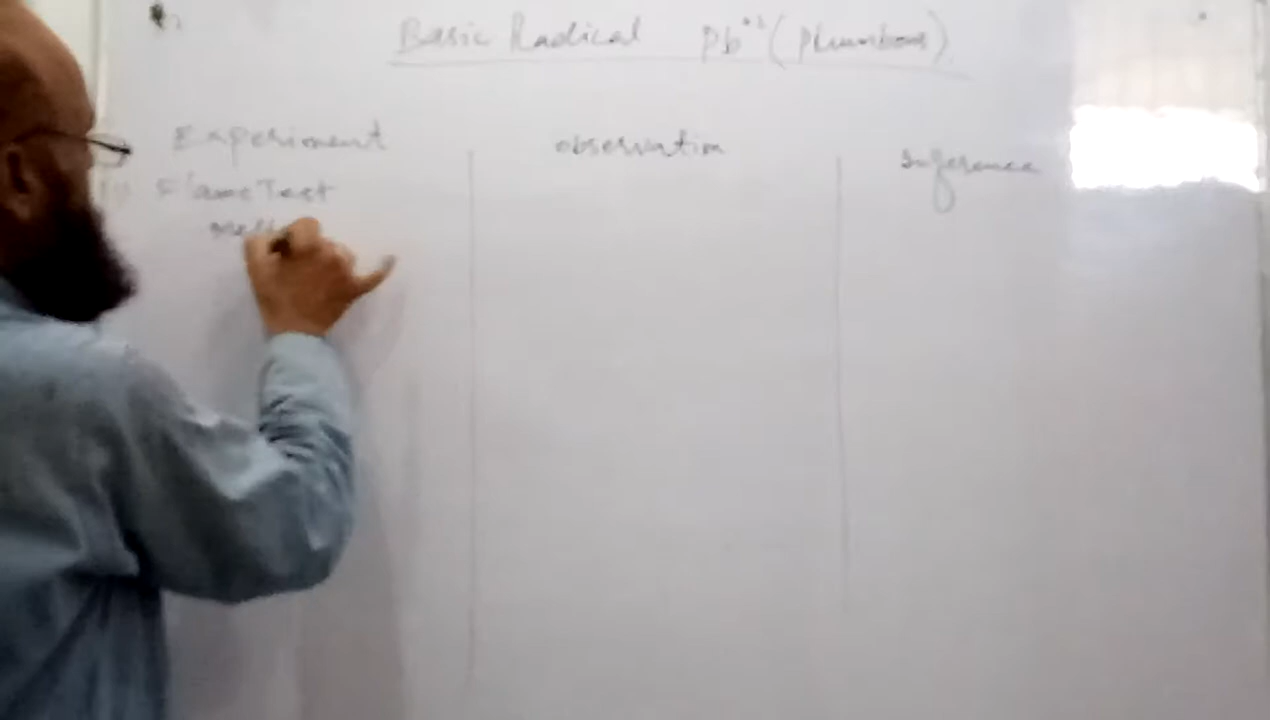 Basic Radical Pb+2 (Plumbous)
Experiment observation Inference
(1) Flame Test